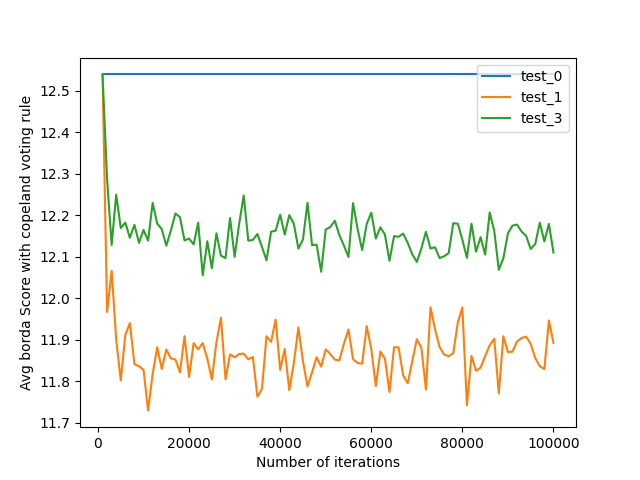 12.5
12.4
12.3
12.2
12.1
12.0
11.9
11.8
11.7
Avg borda Score with copeland voting rule
test_0
test_1
test_3
0 20000 40000 60000 80000 100000
Number of iterations